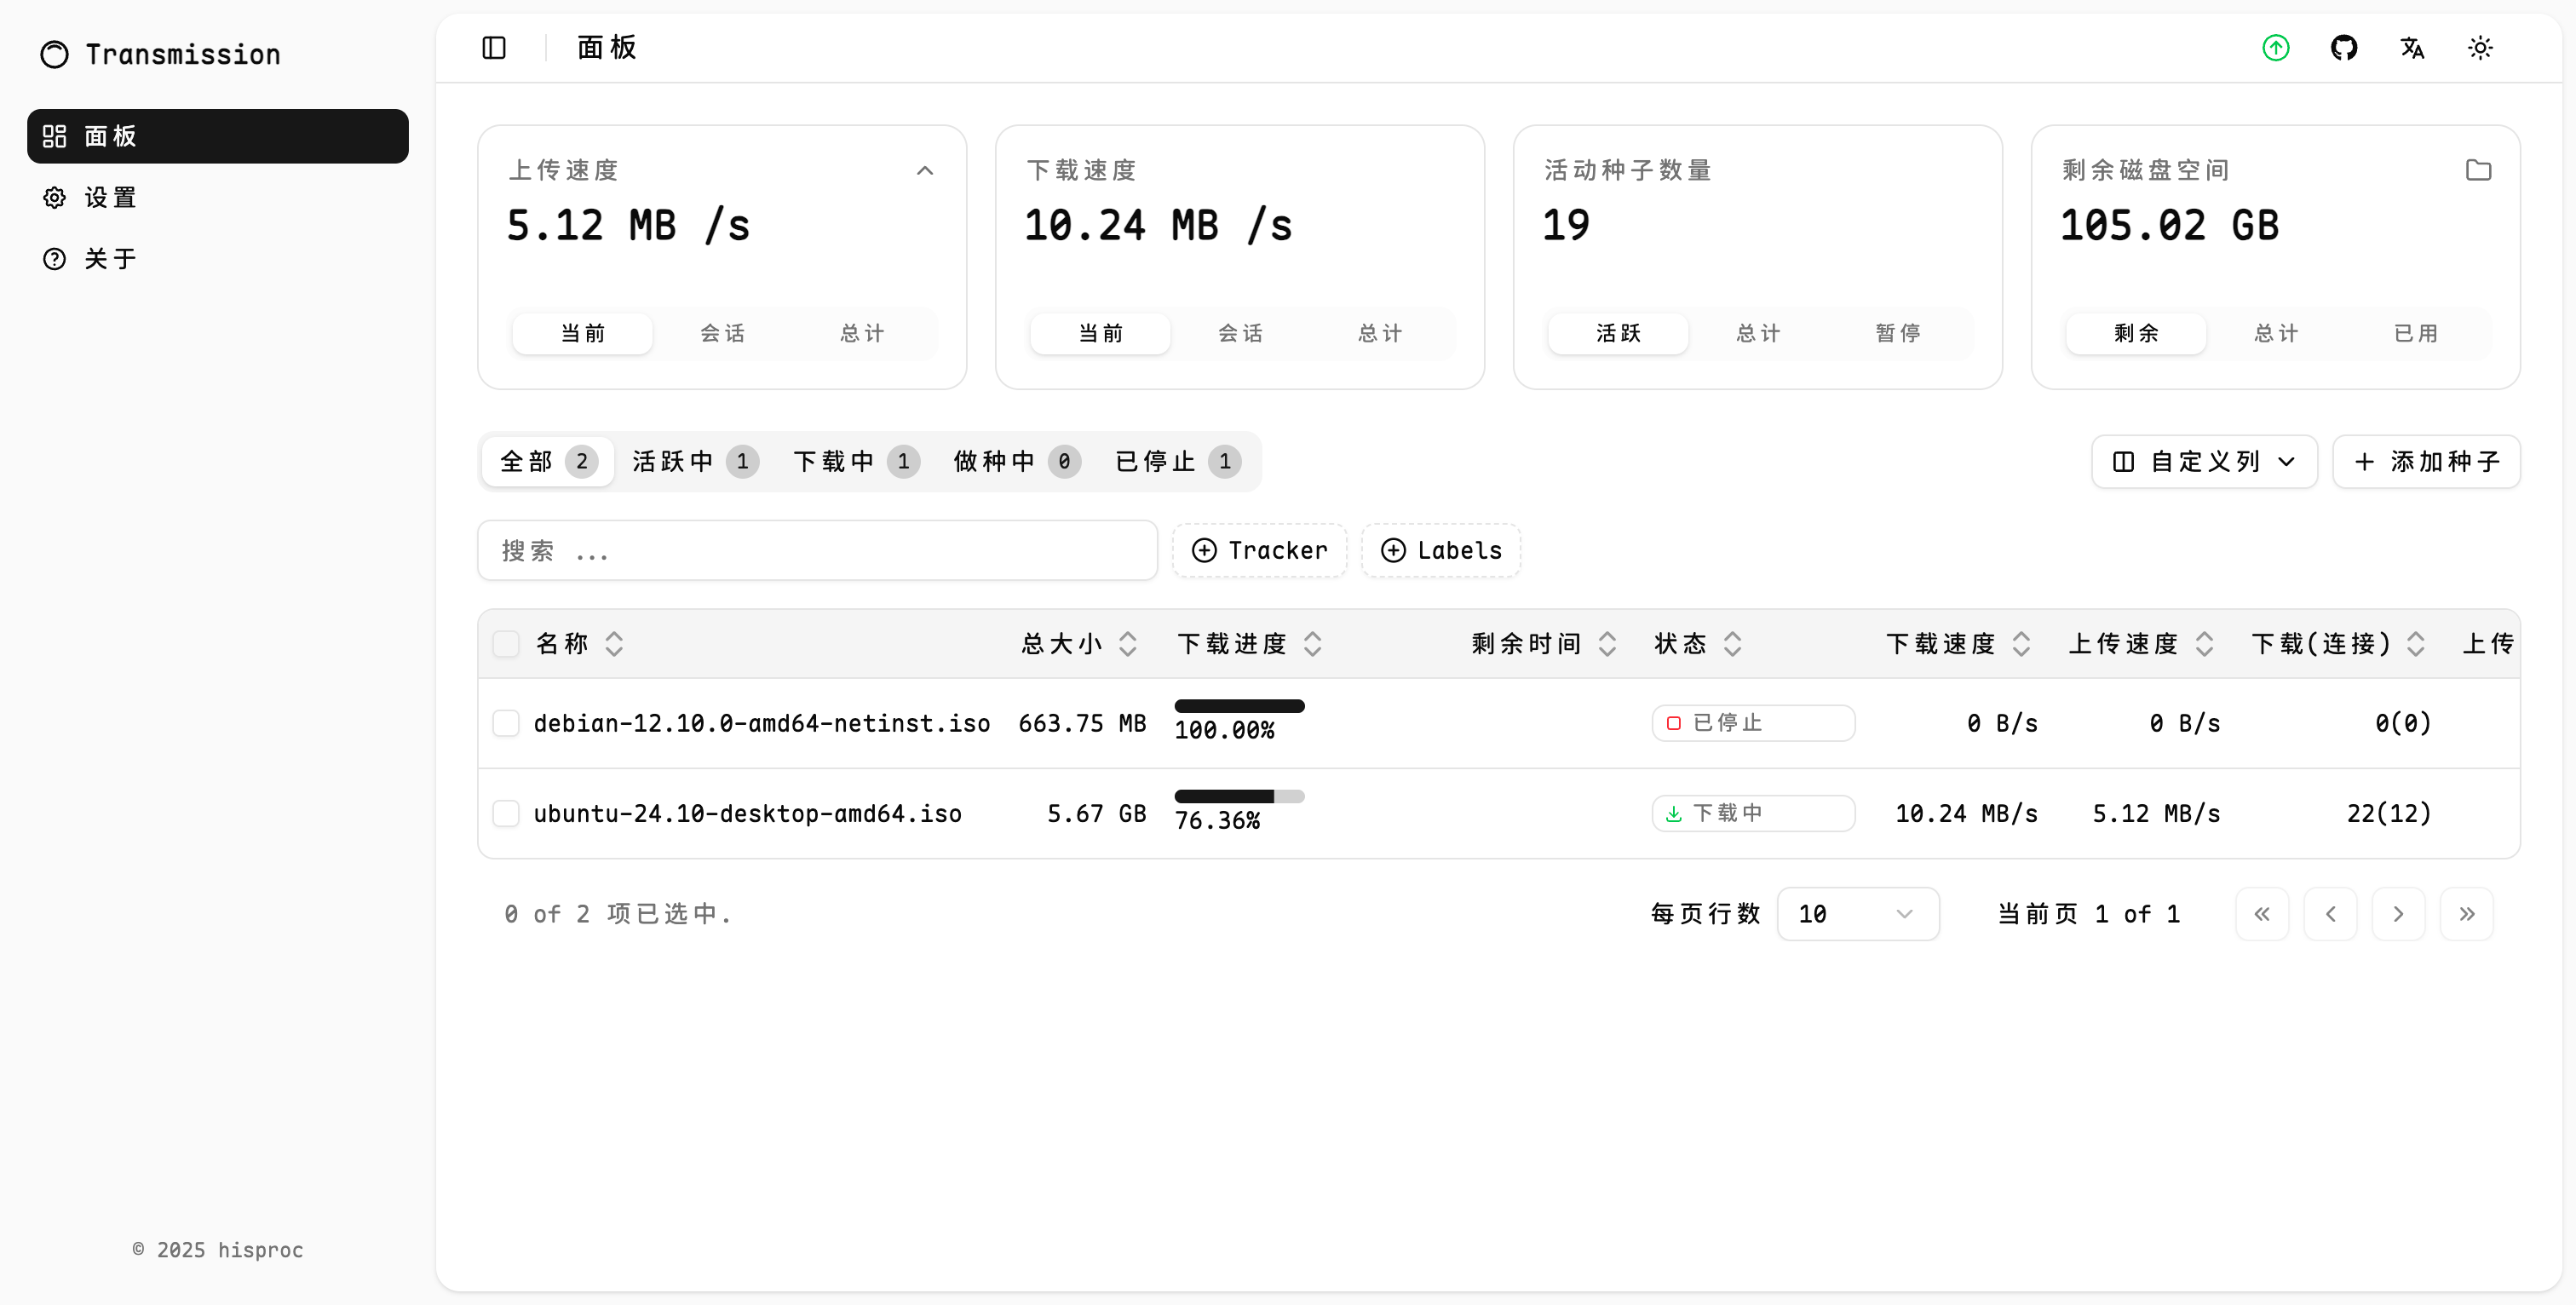 Transmission
面板
设置
关于
© 2025 hisproc
面板
上传速度
5.12 MB /s
当前 会话 总计
下载速度
10.24 MB /s
当前 会话 总计
活动种子数量
19
活跃 总计 暂停
剩余磁盘空间
105.02 GB
剩余 总计 已用
全部 2 活跃中 1 下载中 1 做种中 0 已停止 1
自定义列 添加种子
搜索 ... Tracker Labels
名称 总大小 下载进度 剩余时间 状态 下载速度 上传速度 下载(连接) 上传
debian-12.10.0-amd64-netinst.iso 663.75 MB 100.00% 已停止 0 B/s 0 B/s 0(0)
ubuntu-24.10-desktop-amd64.iso 5.67 GB 76.36% 下载中 10.24 MB/s 5.12 MB/s 22(12)
0 of 2 项已选中. 每页行数 10 当前页 1 of 1